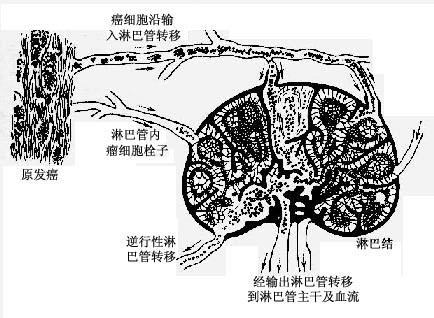 癌细胞沿输
入淋巴管转移
淋巴管内
瘤细胞栓子
原发癌
逆行性淋
巴管转移
淋巴结
经输出淋巴管转移
到淋巴管主干及血流